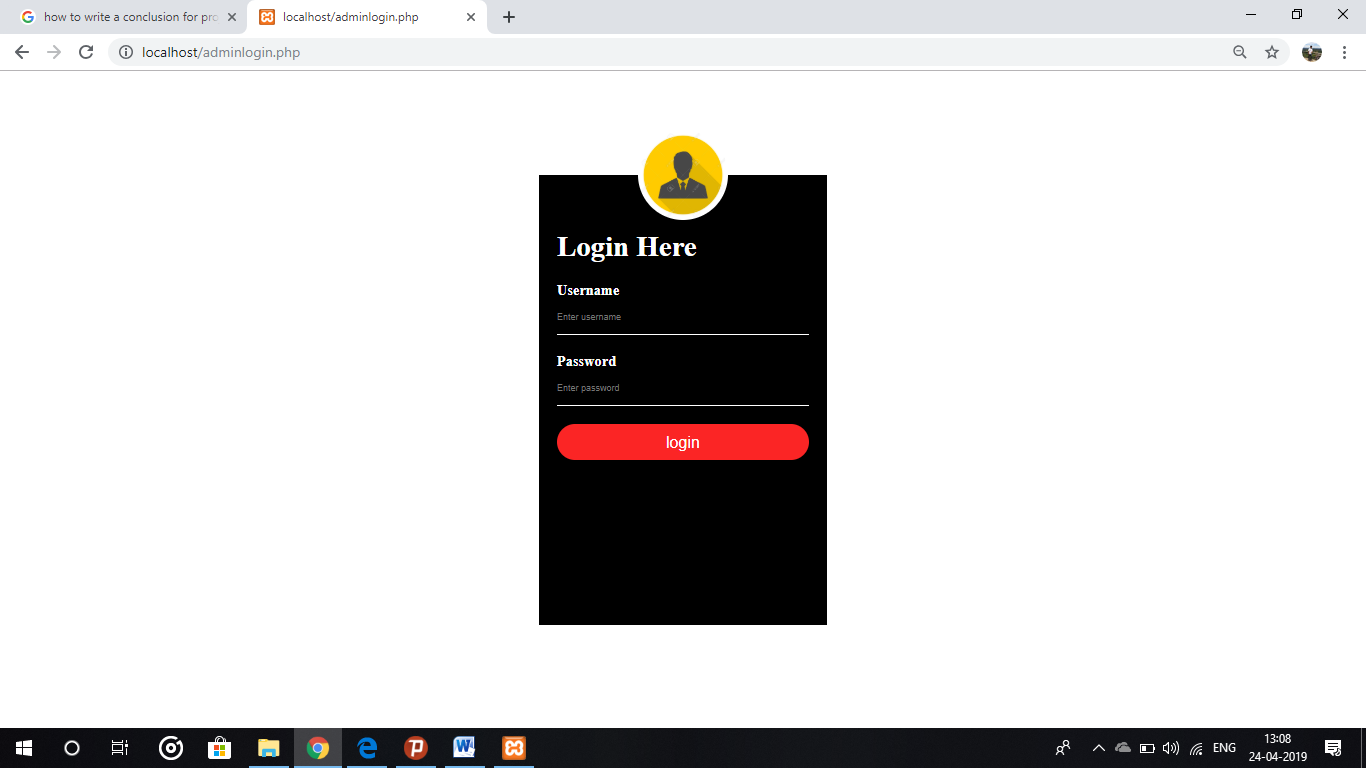 how to write a conclusion for pro
localhost/adminlogin.php
localhost/adminlogin.php
Login Here
Username
Enter username
Password
Enter password
login
ENG
13:08
24-04-2019